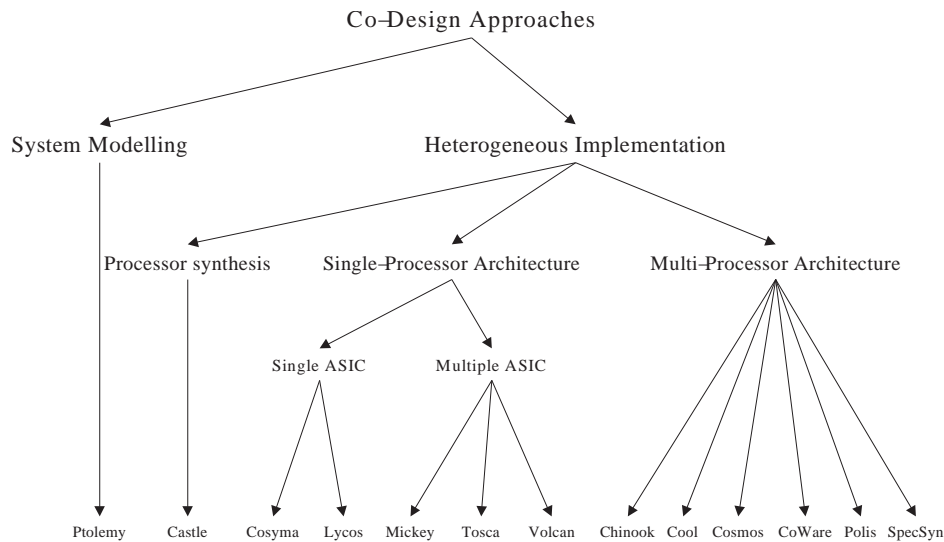 Co–Design Approaches
System Modelling
Heterogeneous Implementation
Processor synthesis
Single–Processor Architecture
Multi–Processor Architecture
Single ASIC
Multiple ASIC
Ptolemy
Castle
Cosyma
Lycos
Mickey
Tosca
Volcan
Chinook
Cool
Cosmos
CoWare
Polis
SpecSyn